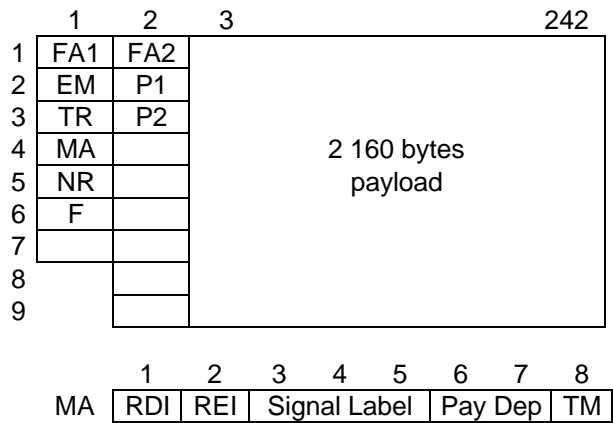 1 2 3 242
1 FA1 FA2
2 EM P1
3 TR P2
4 MA 2 160 bytes
5 NR payload
6 F
7
8
9
1 2 3 4 5 6 7 8
MA RDI REI Signal Label Pay Dep TM